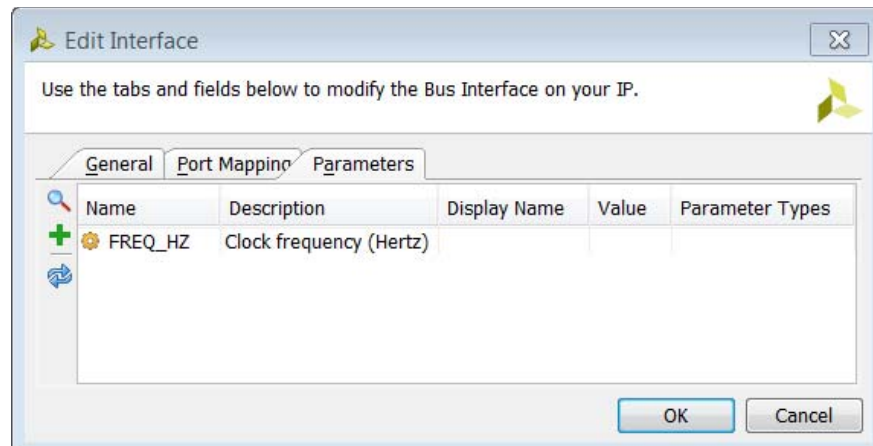 Edit Interface
Use the tabs and fields below to modify the Bus Interface on your IP.
General Port Mapping Parameters
Name Description Display Name Value Parameter Types
FREQ_HZ Clock frequency (Hertz)
OK Cancel